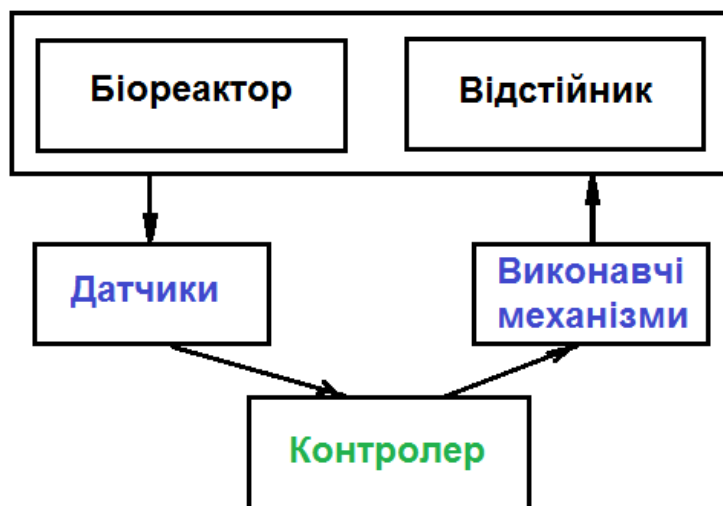 Біореактор
Відстійник
Датчики
Виконавчі
механізми
Контролер